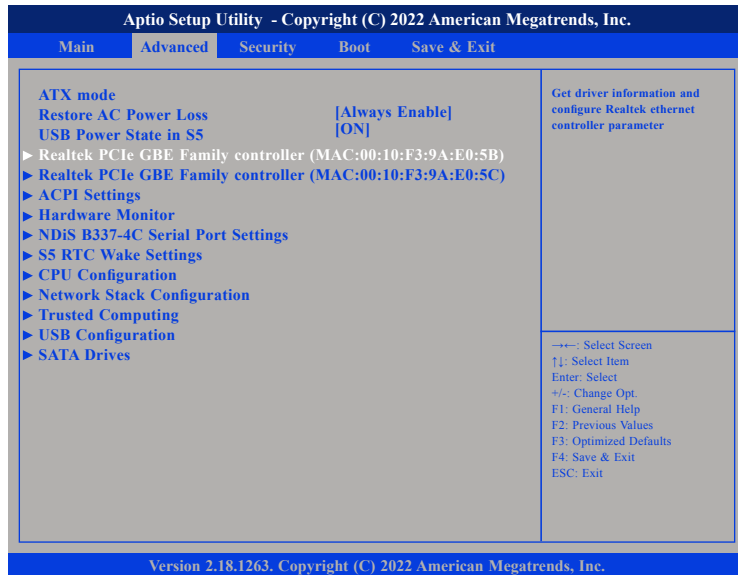 Aptio Setup Utility - Copyright (C) 2022 American Megatrends, Inc.
Main Advanced Security Boot Save & Exit
ATX mode
Restore AC Power Loss [Always Enable]
USB Power State in S5 [ON]
▶ Realtek PCIe GBE Family controller (MAC:00:10:F3:9A:E0:5B)
▶ Realtek PCIe GBE Family controller (MAC:00:10:F3:9A:E0:5C)
▶ ACPI Settings
▶ Hardware Monitor
▶ NDiS B337-4C Serial Port Settings
▶ S5 RTC Wake Settings
▶ CPU Configuration
▶ Network Stack Configuration
▶ Trusted Computing
▶ USB Configuration
▶ SATA Drives
Get driver information and
configure Realtek ethernet
controller parameter
→←: Select Screen
↑↓: Select Item
Enter: Select
+/-: Change Opt.
F1: General Help
F2: Previous Values
F3: Optimized Defaults
F4: Save & Exit
ESC: Exit
Version 2.18.1263. Copyright (C) 2022 American Megatrends, Inc.